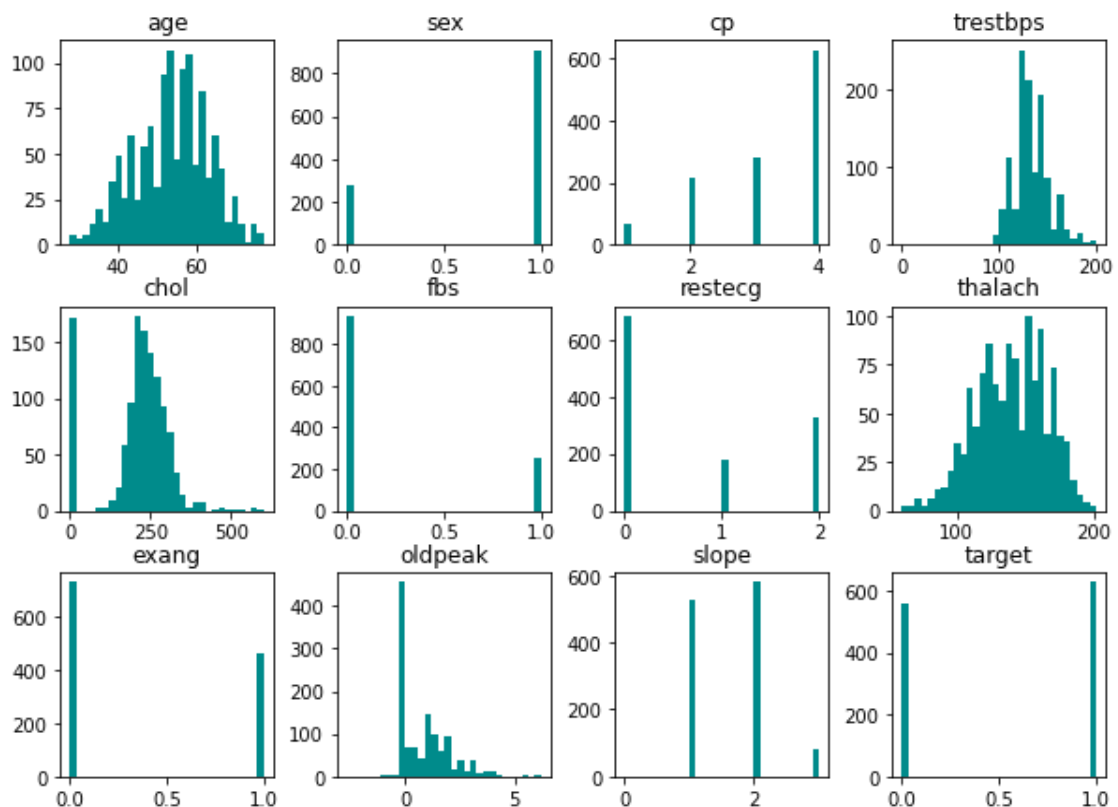 age sex cp trestbps
100 75 50 25 0 40 60
800 600 400 200 0 0.0 0.5 1.0
600 400 200 0 2 4
200 100 0 0 100 200
chol fbs restecg thalach
150 100 50 0 0 250 500
800 600 400 200 0 0.0 0.5 1.0
600 400 200 0 0 1 2
100 75 50 25 0 100 200
exang oldpeak slope target
600 400 200 0 0.0 0.5 1.0
400 300 200 100 0 0 5
600 400 200 0 0 2
600 400 200 0 0.0 0.5 1.0